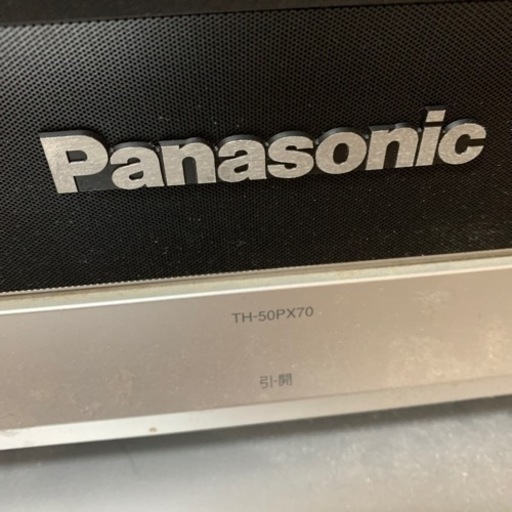 Panasonic
TH-50PX70
引-開